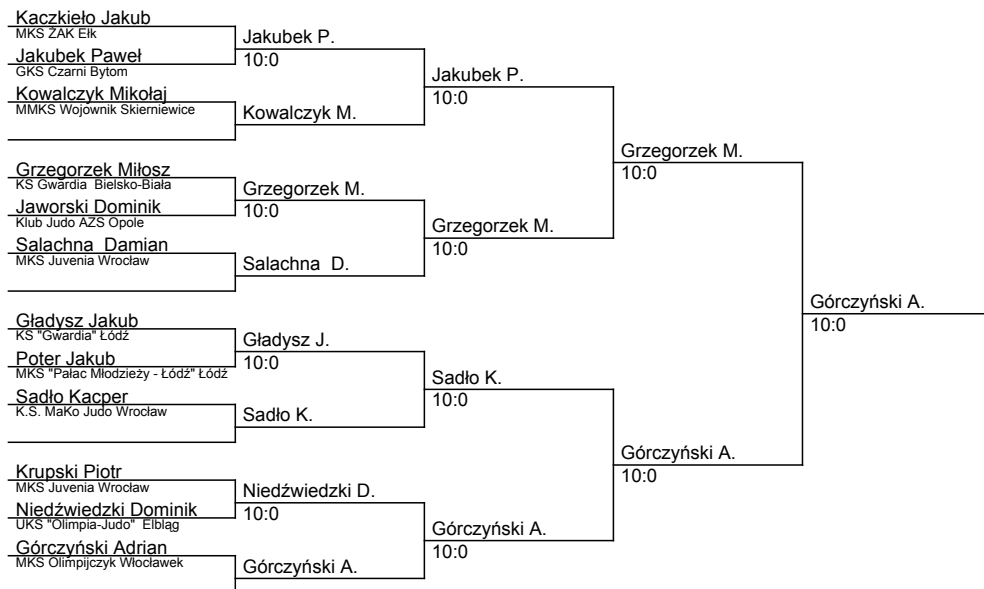 Kaczkieło Jakub
MKS ŻAK Ełk
Jakubek P.
10:0
Jakubek Paweł
GKS Czarni Bytom
Jakubek P.
10:0
Kowalczyk Mikołaj
MMKS Wojownik Skierniewice
Kowalczyk M.
Grzegorzek M.
10:0
Grzegorzek Miłosz
KS Gwardia  Bielsko-Biała
Grzegorzek M.
10:0
Jaworski Dominik
Klub Judo AZS Opole
Grzegorzek M.
10:0
Salachna  Damian
MKS Juvenia Wrocław
Salachna  D.
Górczyński A.
10:0
Gładysz Jakub
KS "Gwardia" Łódź
Gładysz J.
10:0
Poter Jakub
MKS "Pałac Młodzieży - Łódź" Łódź
Sadło K.
10:0
Sadło Kacper
K.S. MaKo Judo Wrocław
Sadło K.
Górczyński A.
10:0
Krupski Piotr
MKS Juvenia Wrocław
Niedźwiedzki D.
10:0
Niedźwiedzki Dominik
UKS "Olimpia-Judo"  Elbląg
Górczyński A.
10:0
Górczyński Adrian
MKS Olimpijczyk Włocławek
Górczyński A.